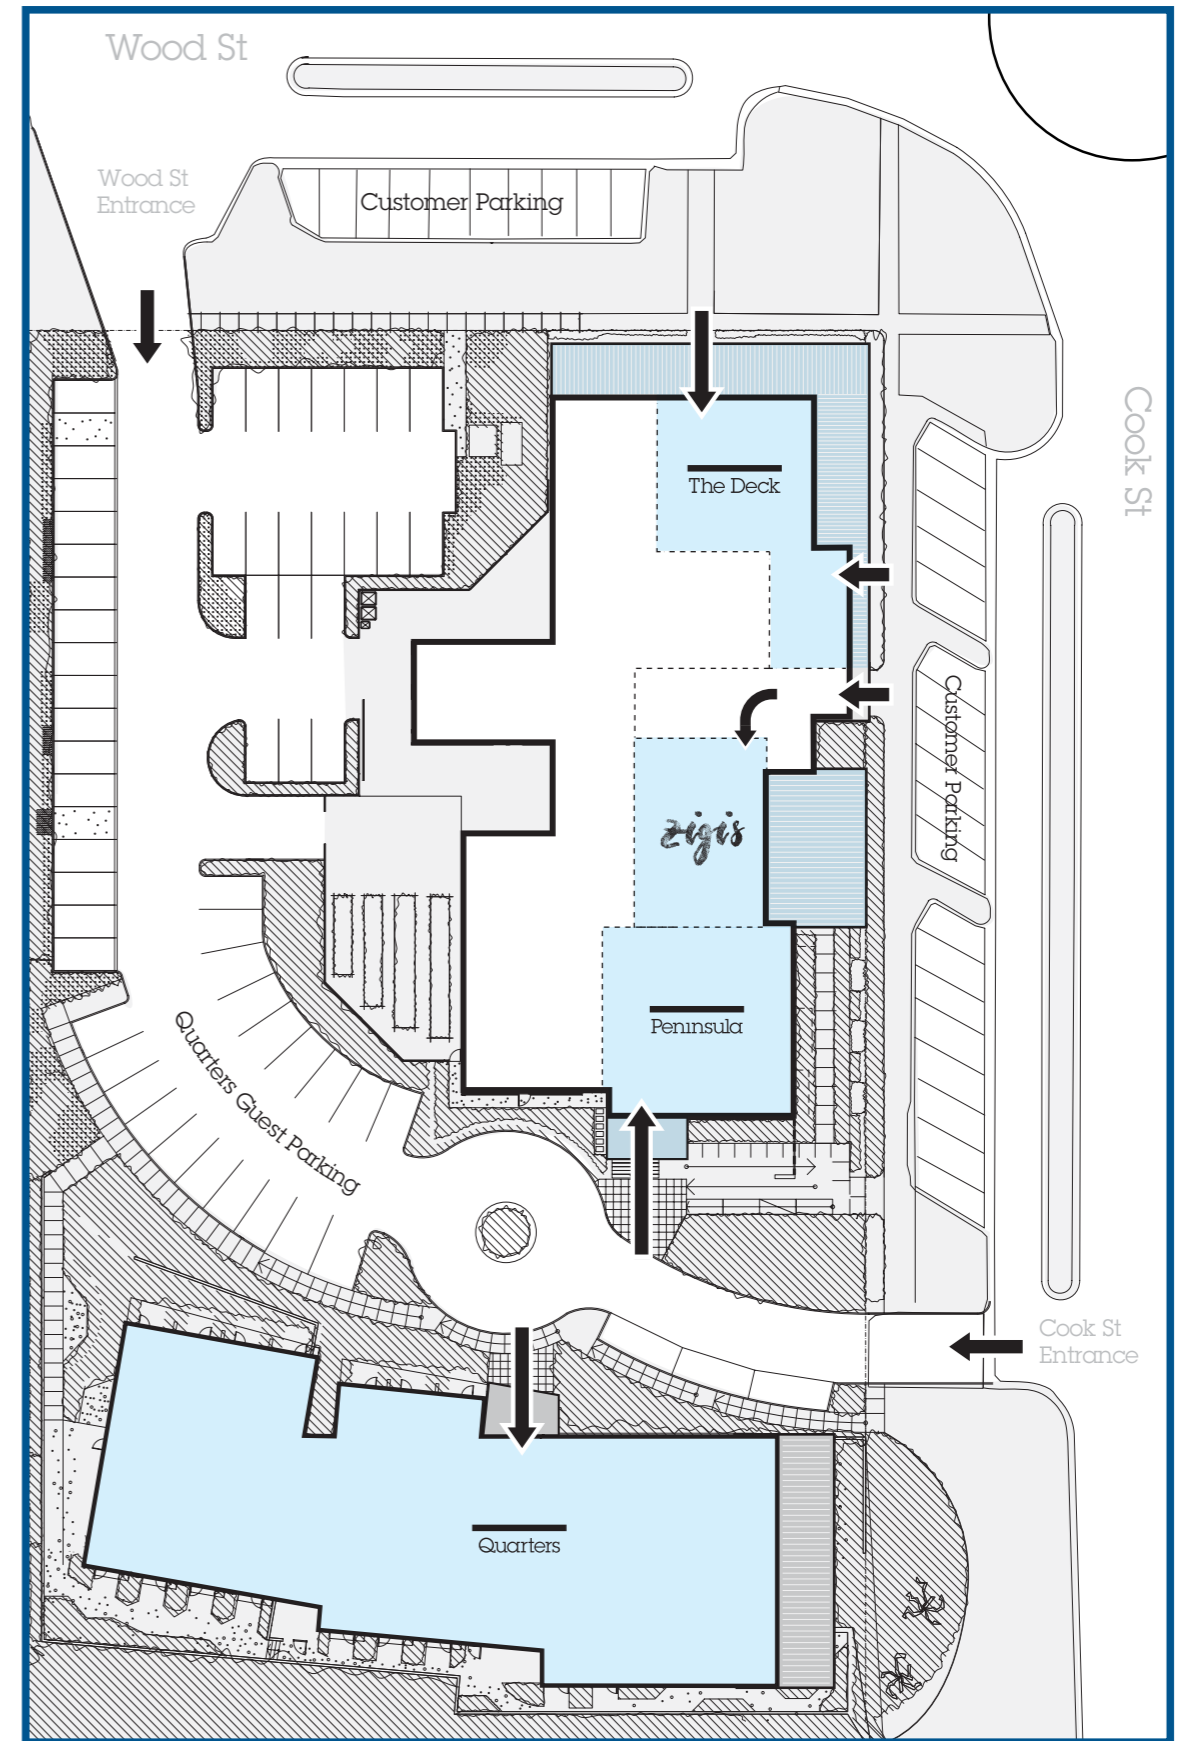 Wood St
Wood St
Entrance
Customer Parking
Cook St
The Deck
Customer Parking
zigis
Peninsula
Quarters Guest Parking
Cook St
Entrance
Quarters